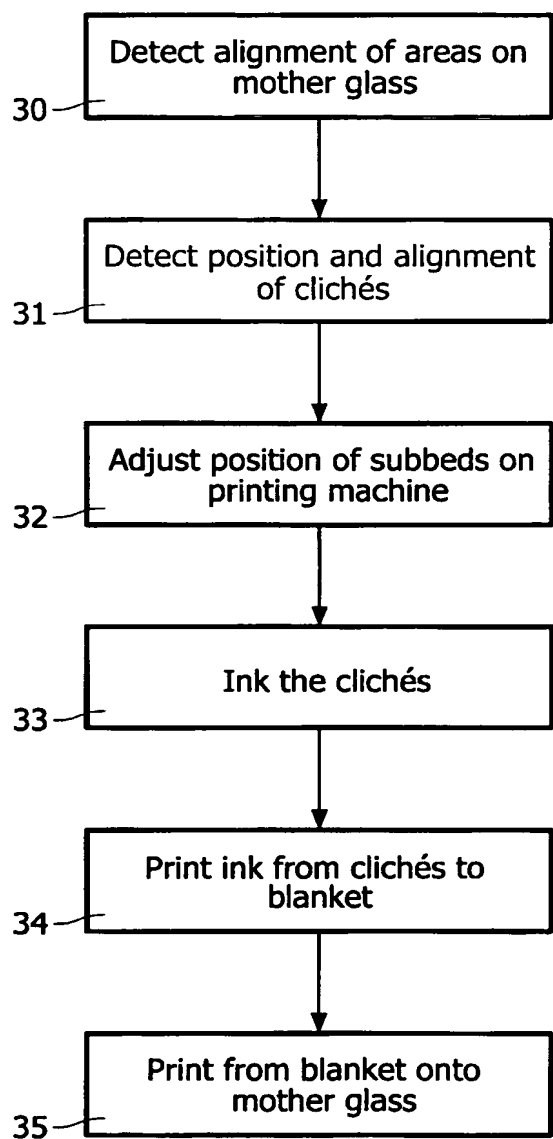 Detect alignment of areas on
mother glass
30
Detect position and alignment
of clichés
31
Adjust position of subbeds on
printing machine
32
Ink the clichés
33
Print ink from clichés to
blanket
34
Print from blanket onto
mother glass
35